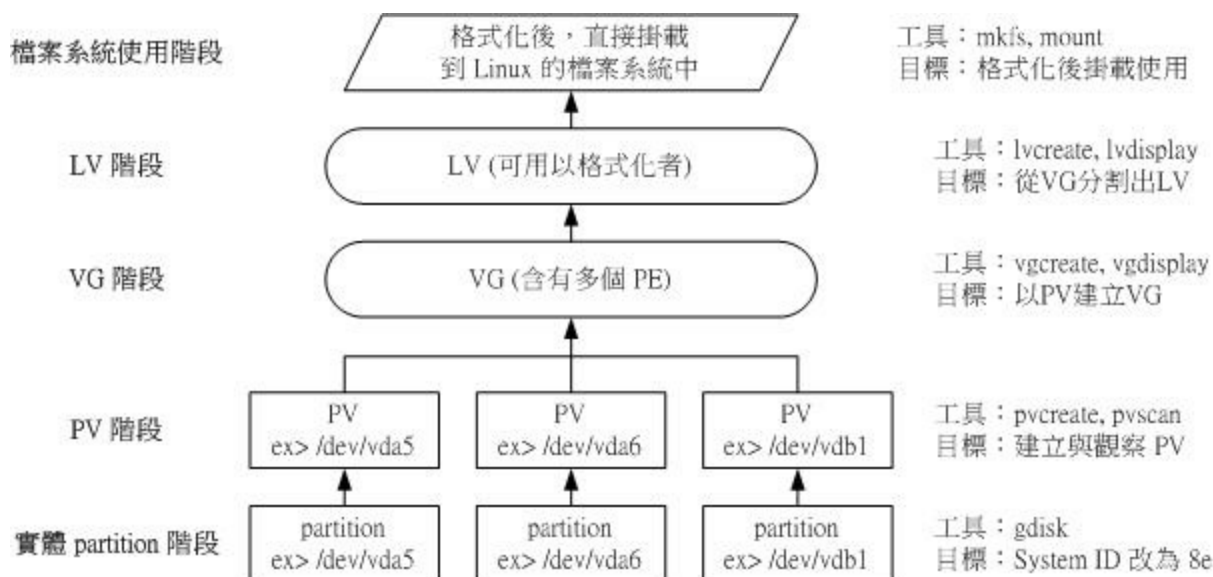 檔案系統使用階段
格式化後，直接掛載
到 Linux 的檔案系統中
工具：mkfs, mount
目標：格式化後掛載使用
LV 階段
LV (可用以格式化者)
工具：lvcreate, lvdisplay
目標：從VG分割出LV
VG 階段
VG (含有多個 PE)
工具：vgcreate, vgdisplay
目標：以PV建立VG
PV 階段
PV
ex> /dev/vda5
PV
ex> /dev/vda6
PV
ex> /dev/vdb1
工具：pvcreate, pvscan
目標：建立與觀察 PV
實體 partition 階段
partition
ex> /dev/vda5
partition
ex> /dev/vda6
partition
ex> /dev/vdb1
工具：gdisk
目標：System ID 改為 8e